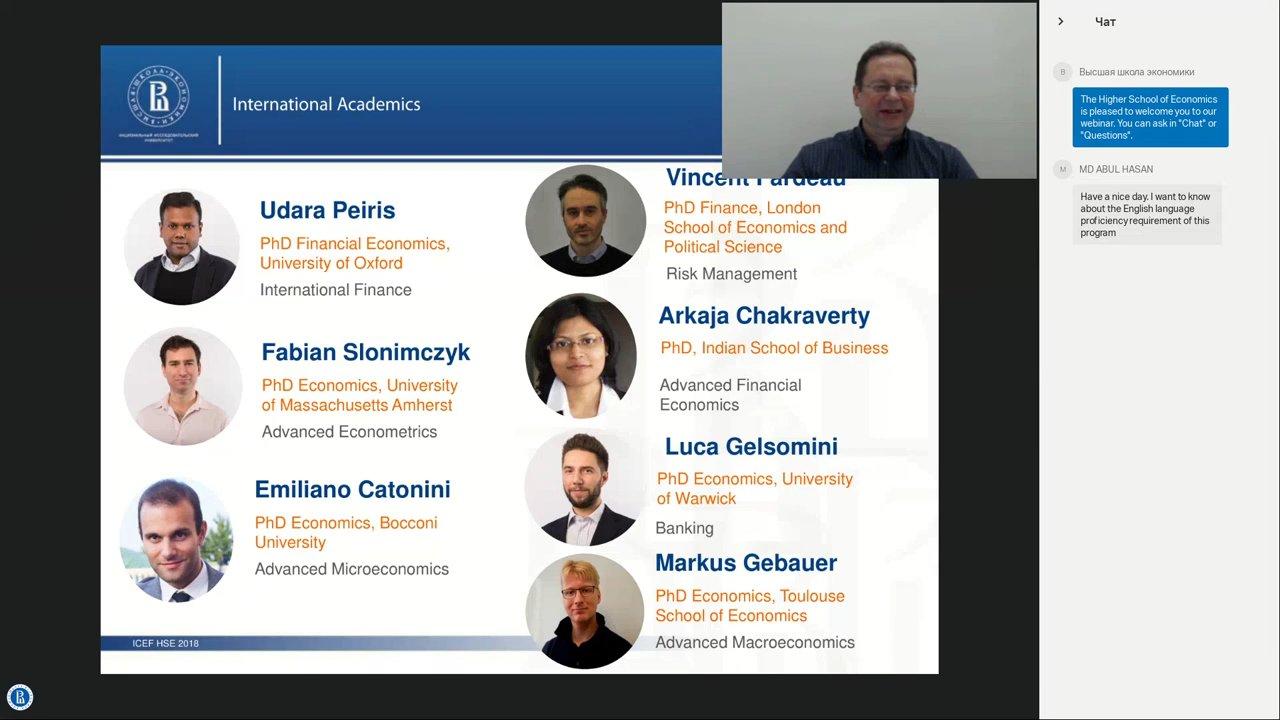 International Academics
НАЦИОНАЛЬНЫЙ ИССЛЕДОВАТЕЛЬСКИЙ
УНИВЕРСИТЕТ
Udara Peiris
PhD Financial Economics,
University of Oxford
International Finance
Fabian Slonimczyk
PhD Economics, University
of Massachusetts Amherst
Advanced Econometrics
Emiliano Catonini
PhD Economics, Bocconi
University
Advanced Microeconomics
Vincent Fardeau
PhD Finance, London
School of Economics and
Political Science
Risk Management
Arkaja Chakraverty
PhD, Indian School of Business
Advanced Financial
Economics
Luca Gelsomini
PhD Economics, University
of Warwick
Banking
Markus Gebauer
PhD Economics, Toulouse
School of Economics
Advanced Macroeconomics
ICEF HSE 2018
Чат
В
Высшая школа экономики
The Higher School of Economics
is pleased to welcome you to our
webinar. You can ask in "Chat" or
"Questions".
M
MD ABUL HASAN
Have a nice day. I want to know
about the English language
proficiency requirement of this
program